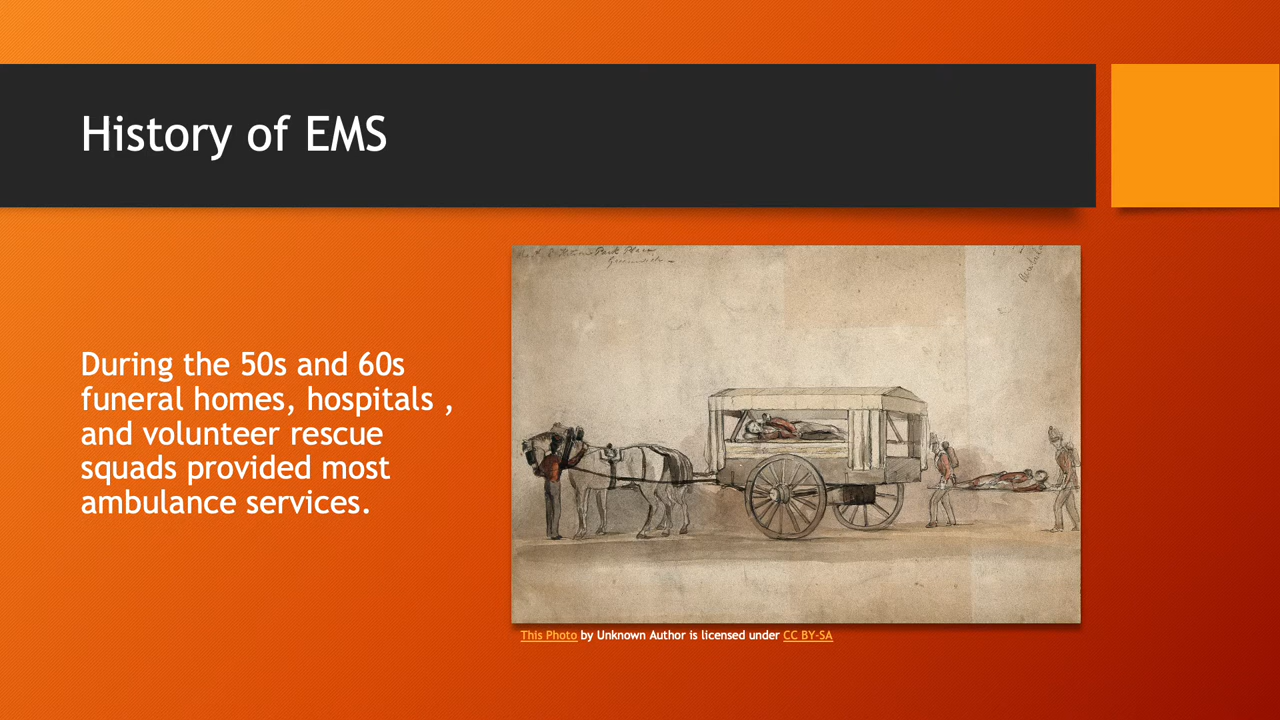 History of EMS
During the 50s and 60s
funeral homes, hospitals ,
and volunteer rescue
squads provided most
ambulance services.
This Photo by Unknown Author is licensed under CC BY-SA